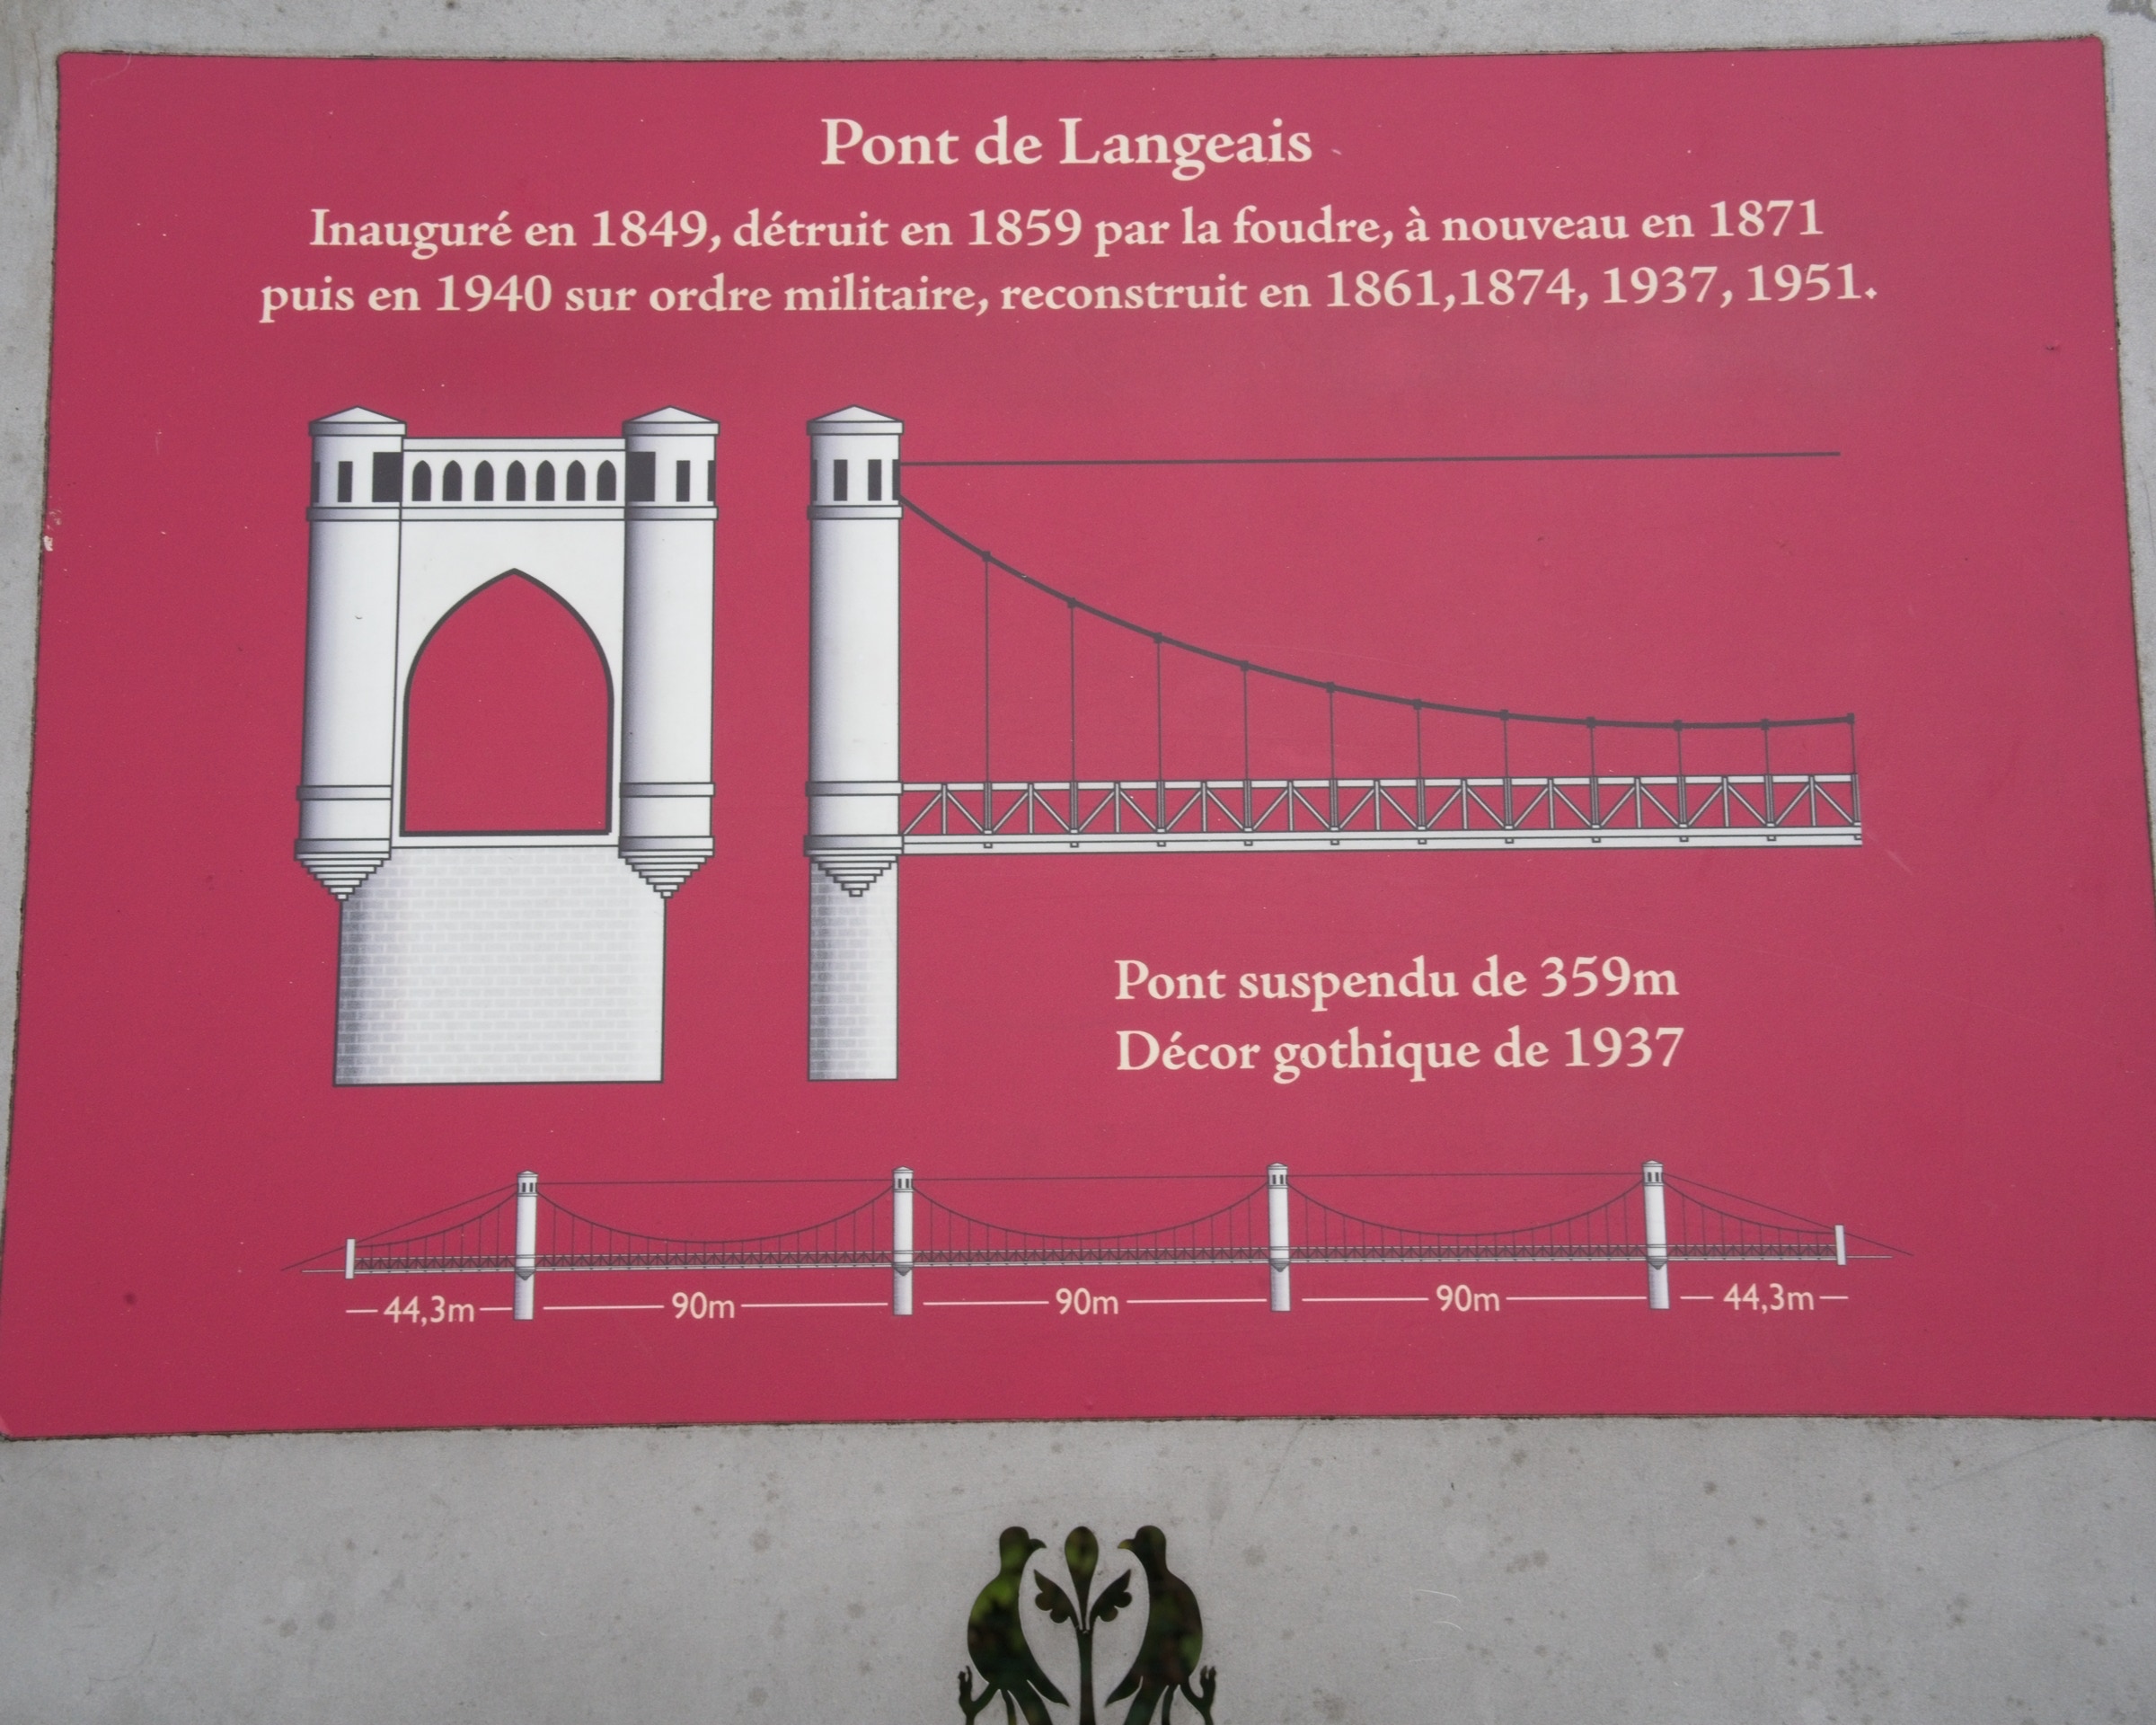 Pont de Langeais
Inauguré en 1849, détruit en 1859 par la foudre, à nouveau en 1871
puis en 1940 sur ordre militaire, reconstruit en 1861,1874, 1937, 1951.
Pont suspendu de 359m
Décor gothique de 1937
44,3m 90m 90m 90m 44,3m